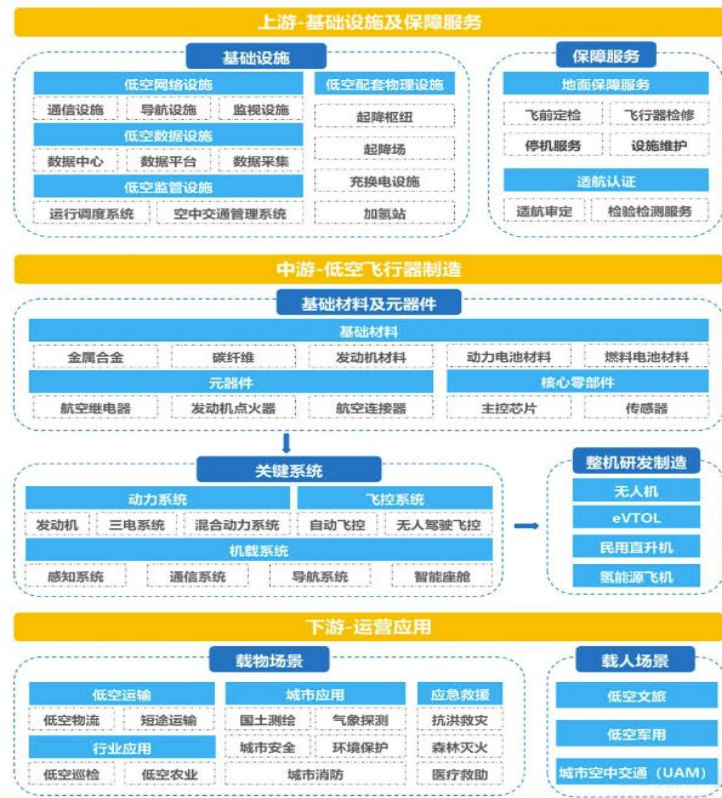 上游-基础设施及保障服务
基础设施
低空网络设施
通信设施 导航设施 监视设施
低空数据设施
数据中心 数据平台 数据采集
低空监管设施
运行调度系统 空中交通管理系统
低空配套物理设施
起降枢纽
起降场
充换电设施
加氢站
保障服务
地面保障服务
飞前定检 飞行器检修
停机服务 设施维护
适航认证
适航审定 检验检测服务
中游-低空飞行器制造
基础材料及元器件
基础材料
金属合金 碳纤维 发动机材料 动力电池材料 燃料电池材料
元器件 核心零部件
航空继电器 发动机点火器 航空连接器 主控芯片 传感器
关键系统
动力系统 飞控系统
发动机 三电系统 混合动力系统 自动飞控 无人驾驶飞控
机载系统
感知系统 通信系统 导航系统 智能座舱
整机研发制造
无人机
eVTOL
民用直升机
氢能源飞机
下游-运营应用
载物场景
低空运输
低空物流 短途运输
行业应用
低空巡检 低空农业
城市应用
国土测绘 气象探测
城市安全 环境保护
城市消防
应急救援
抗洪救灾
森林灭火
医疗救助
载人场景
低空文旅
低空军用
城市空中交通（UAM）